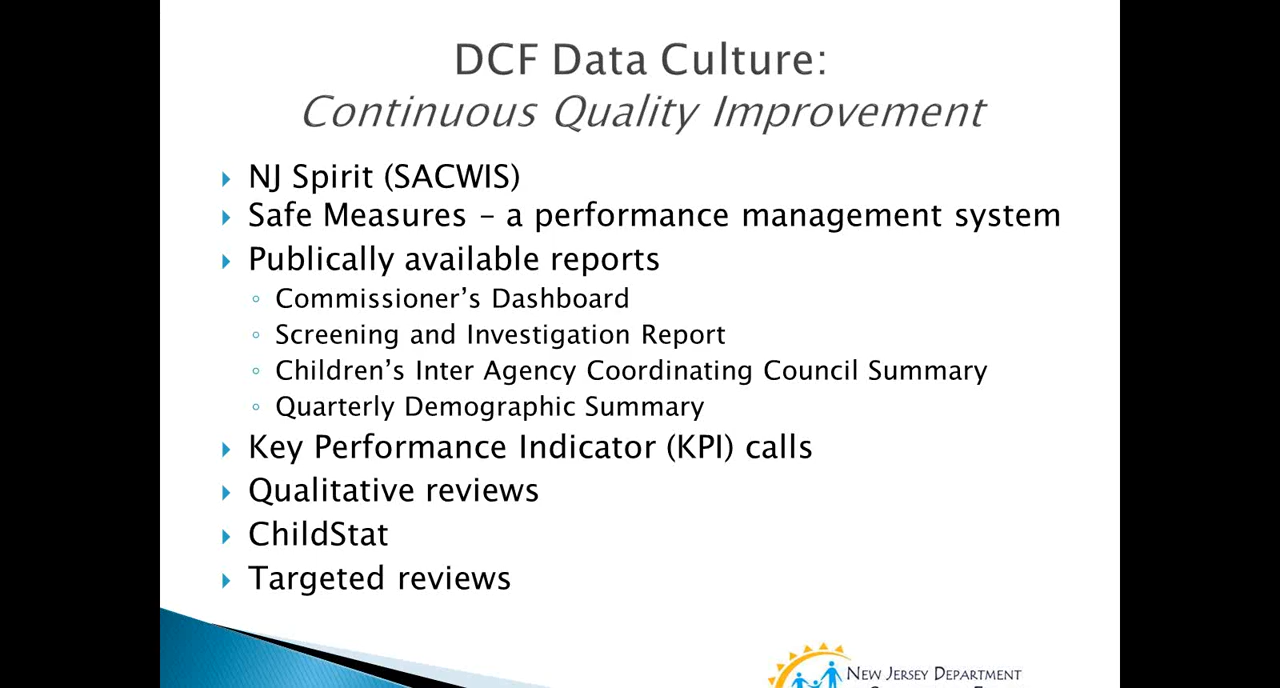 DCF Data Culture:
Continuous Quality Improvement
NJ Spirit (SACWIS)
Safe Measures – a performance management system
Publically available reports
Commissioner's Dashboard
Screening and Investigation Report
Children's Inter Agency Coordinating Council Summary
Quarterly Demographic Summary
Key Performance Indicator (KPI) calls
Qualitative reviews
ChildStat
Targeted reviews
New Jersey Department